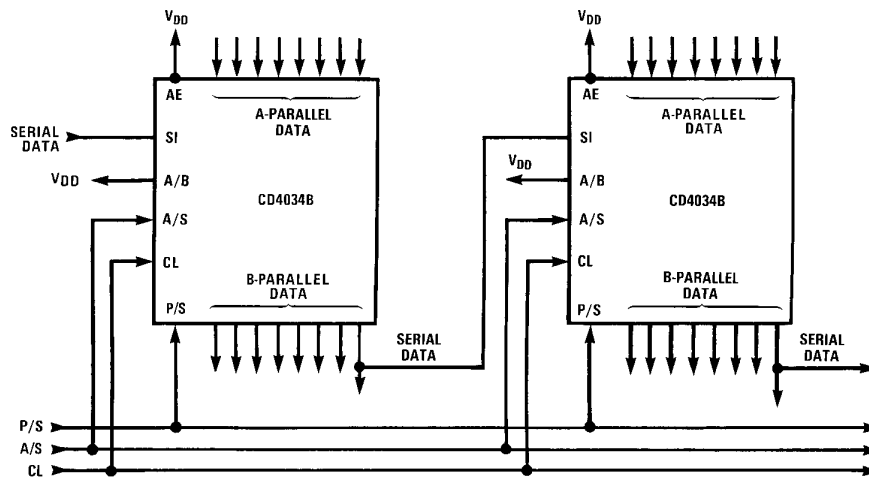 VDD VDD
AE AE
A-PARALLEL DATA A-PARALLEL DATA
SERIAL DATA SI SI
VDD A/B VDD A/B
CD4034B CD4034B
A/S A/S
CL CL
B-PARALLEL DATA B-PARALLEL DATA
P/S P/S
SERIAL DATA SERIAL DATA
P/S
A/S
CL